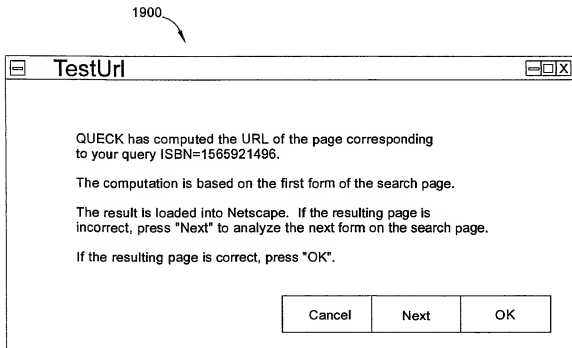 1900
TestUrl
QUECK has computed the URL of the page corresponding
to your query ISBN=1565921496.
The computation is based on the first form of the search page.
The result is loaded into Netscape. If the resulting page is
incorrect, press "Next" to analyze the next form on the search page.
If the resulting page is correct, press "OK".
Cancel Next OK